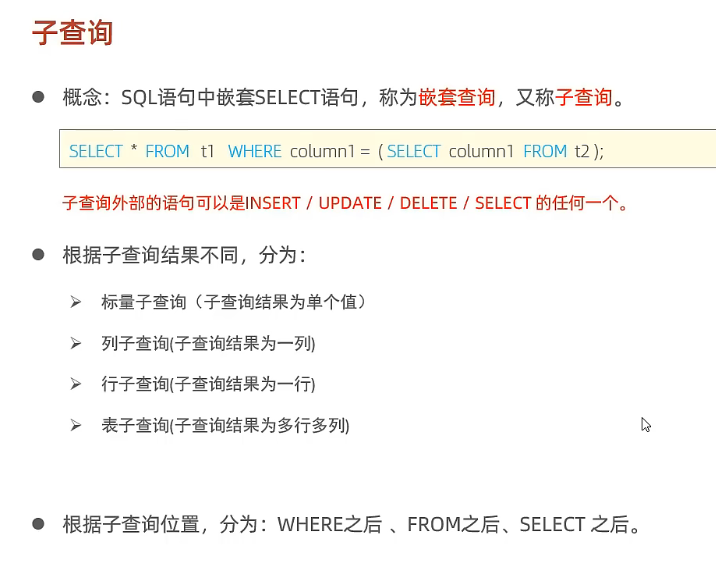 子查询
概念：SQL语句中嵌套SELECT语句，称为嵌套查询，又称子查询。
SELECT * FROM t1 WHERE column1 = ( SELECT column1 FROM t2 );
子查询外部的语句可以是INSERT / UPDATE / DELETE / SELECT 的任何一个。
根据子查询结果不同，分为：
标量子查询（子查询结果为单个值）
列子查询(子查询结果为一列)
行子查询(子查询结果为一行)
表子查询(子查询结果为多行多列)
根据子查询位置，分为：WHERE之后 、FROM之后、SELECT 之后。